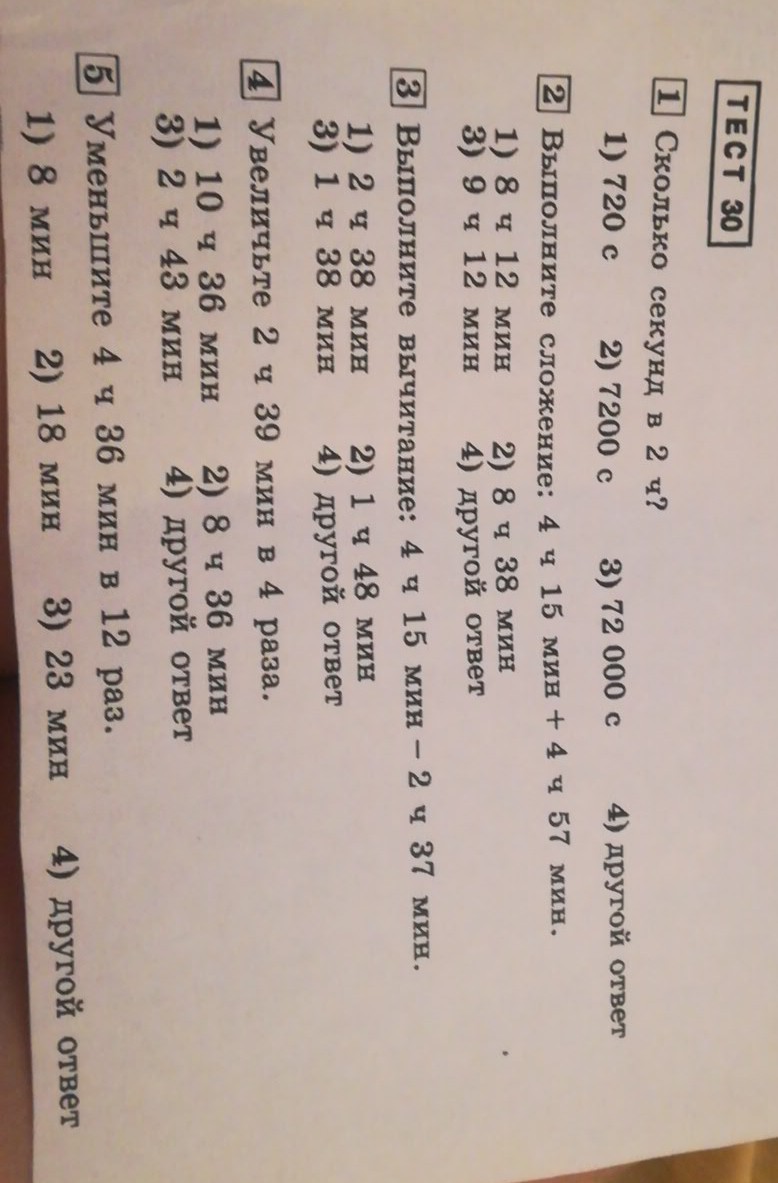 ТЕСТ 30
1 Сколько секунд в 2 ч?
1) 720 с 2) 7200 с 3) 72 000 с 4) другой ответ
2 Выполните сложение: 4 ч 15 мин + 4 ч 57 мин.
1) 8 ч 12 мин 2) 8 ч 38 мин
3) 9 ч 12 мин 4) другой ответ
3 Выполните вычитание: 4 ч 15 мин – 2 ч 37 мин.
1) 2 ч 38 мин 2) 1 ч 48 мин
3) 1 ч 38 мин 4) другой ответ
4 Увеличьте 2 ч 39 мин в 4 раза.
1) 10 ч 36 мин 2) 8 ч 36 мин
3) 2 ч 43 мин 4) другой ответ
5 Уменьшите 4 ч 36 мин в 12 раз.
1) 8 мин 2) 18 мин 3) 23 мин 4) другой ответ